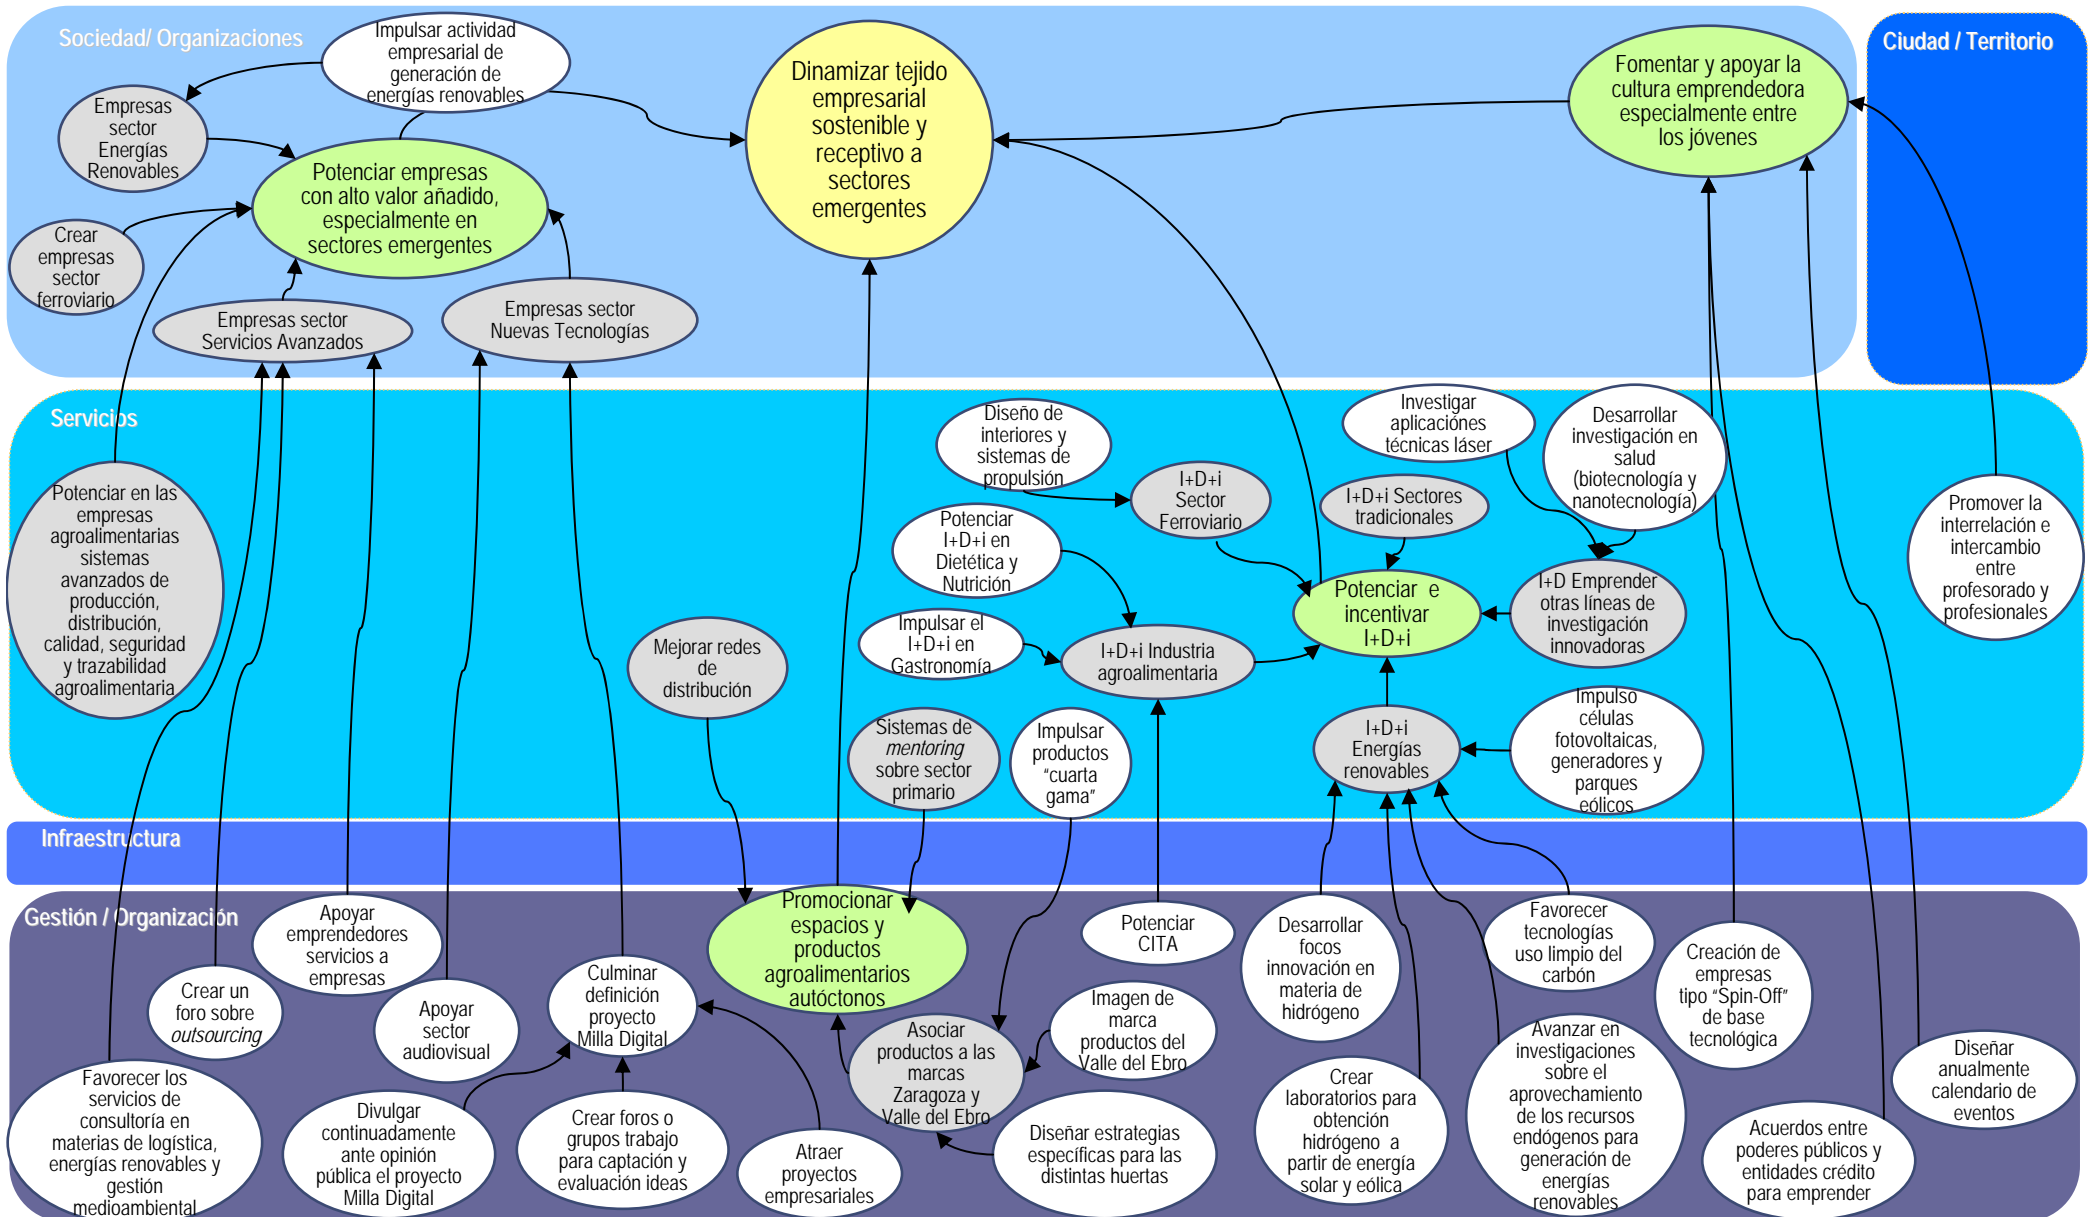 Sociedad/ Organizaciones
Impulsar actividad
empresarial de
generación de
energías renovables
Empresas
sector
Energías
Renovables
Potenciar empresas
con alto valor añadido,
especialmente en
sectores emergentes
Crear
empresas
sector
ferroviario
Empresas sector
Servicios Avanzados
Empresas sector
Nuevas Tecnologías
Dinamizar tejido
empresarial
sostenible y
receptivo a
sectores
emergentes
Fomentar y apoyar la
cultura emprendedora
especialmente entre
los jóvenes
Ciudad / Territorio
Servicios
Potenciar en las
empresas
agroalimentarias
sistemas
avanzados de
producción,
distribución,
calidad, seguridad
y trazabilidad
agroalimentaria
Mejorar redes
de
distribución
Diseño de
interiores y
sistemas de
propulsión
I+D+i
Sector
Ferroviario
Potenciar
I+D+i en
Dietética y
Nutrición
Impulsar el
I+D+i en
Gastronomía
I+D+i Industria
agroalimentaria
Investigar
aplicaciónes
técnicas láser
Desarrollar
investigación en
salud
(biotecnología y
nanotecnología)
I+D+i Sectores
tradicionales
Potenciar e
incentivar
I+D+i
I+D Emprender
otras líneas de
investigación
innovadoras
Promover la
interrelación e
intercambio
entre
profesorado y
profesionales
Sistemas de
mentoring
sobre sector
primario
Impulsar
productos
“cuarta
gama”
I+D+i
Energías
renovables
Impulso
células
fotovoltaicas,
generadores y
parques
eólicos
Infraestructura
Gestión / Organización
Apoyar
emprendedores
servicios a
empresas
Crear un
foro sobre
outsourcing
Apoyar
sector
audiovisual
Culminar
definición
proyecto
Milla Digital
Promocionar
espacios y
productos
agroalimentarios
autóctonos
Potenciar
CITA
Asociar
productos a las
marcas
Zaragoza y
Valle del Ebro
Imagen de
marca
productos del
Valle del Ebro
Desarrollar
focos
innovación en
materia de
hidrógeno
Favorecer
tecnologías
uso limpio del
carbón
Creación de
empresas
tipo “Spin-Off”
de base
tecnológica
Favorecer los
servicios de
consultoría en
materias de logística,
energías renovables y
gestión
medioambiental
Divulgar
continuadamente
ante opinión
pública el proyecto
Milla Digital
Crear foros o
grupos trabajo
para captación y
evaluación ideas
Atraer
proyectos
empresariales
Diseñar estrategias
específicas para las
distintas huertas
Crear
laboratorios para
obtención
hidrógeno a
partir de energía
solar y eólica
Avanzar en
investigaciones
sobre el
aprovechamiento
de los recursos
endógenos para
generación de
energías
renovables
Acuerdos entre
poderes públicos y
entidades crédito
para emprender
Diseñar
anualmente
calendario de
eventos